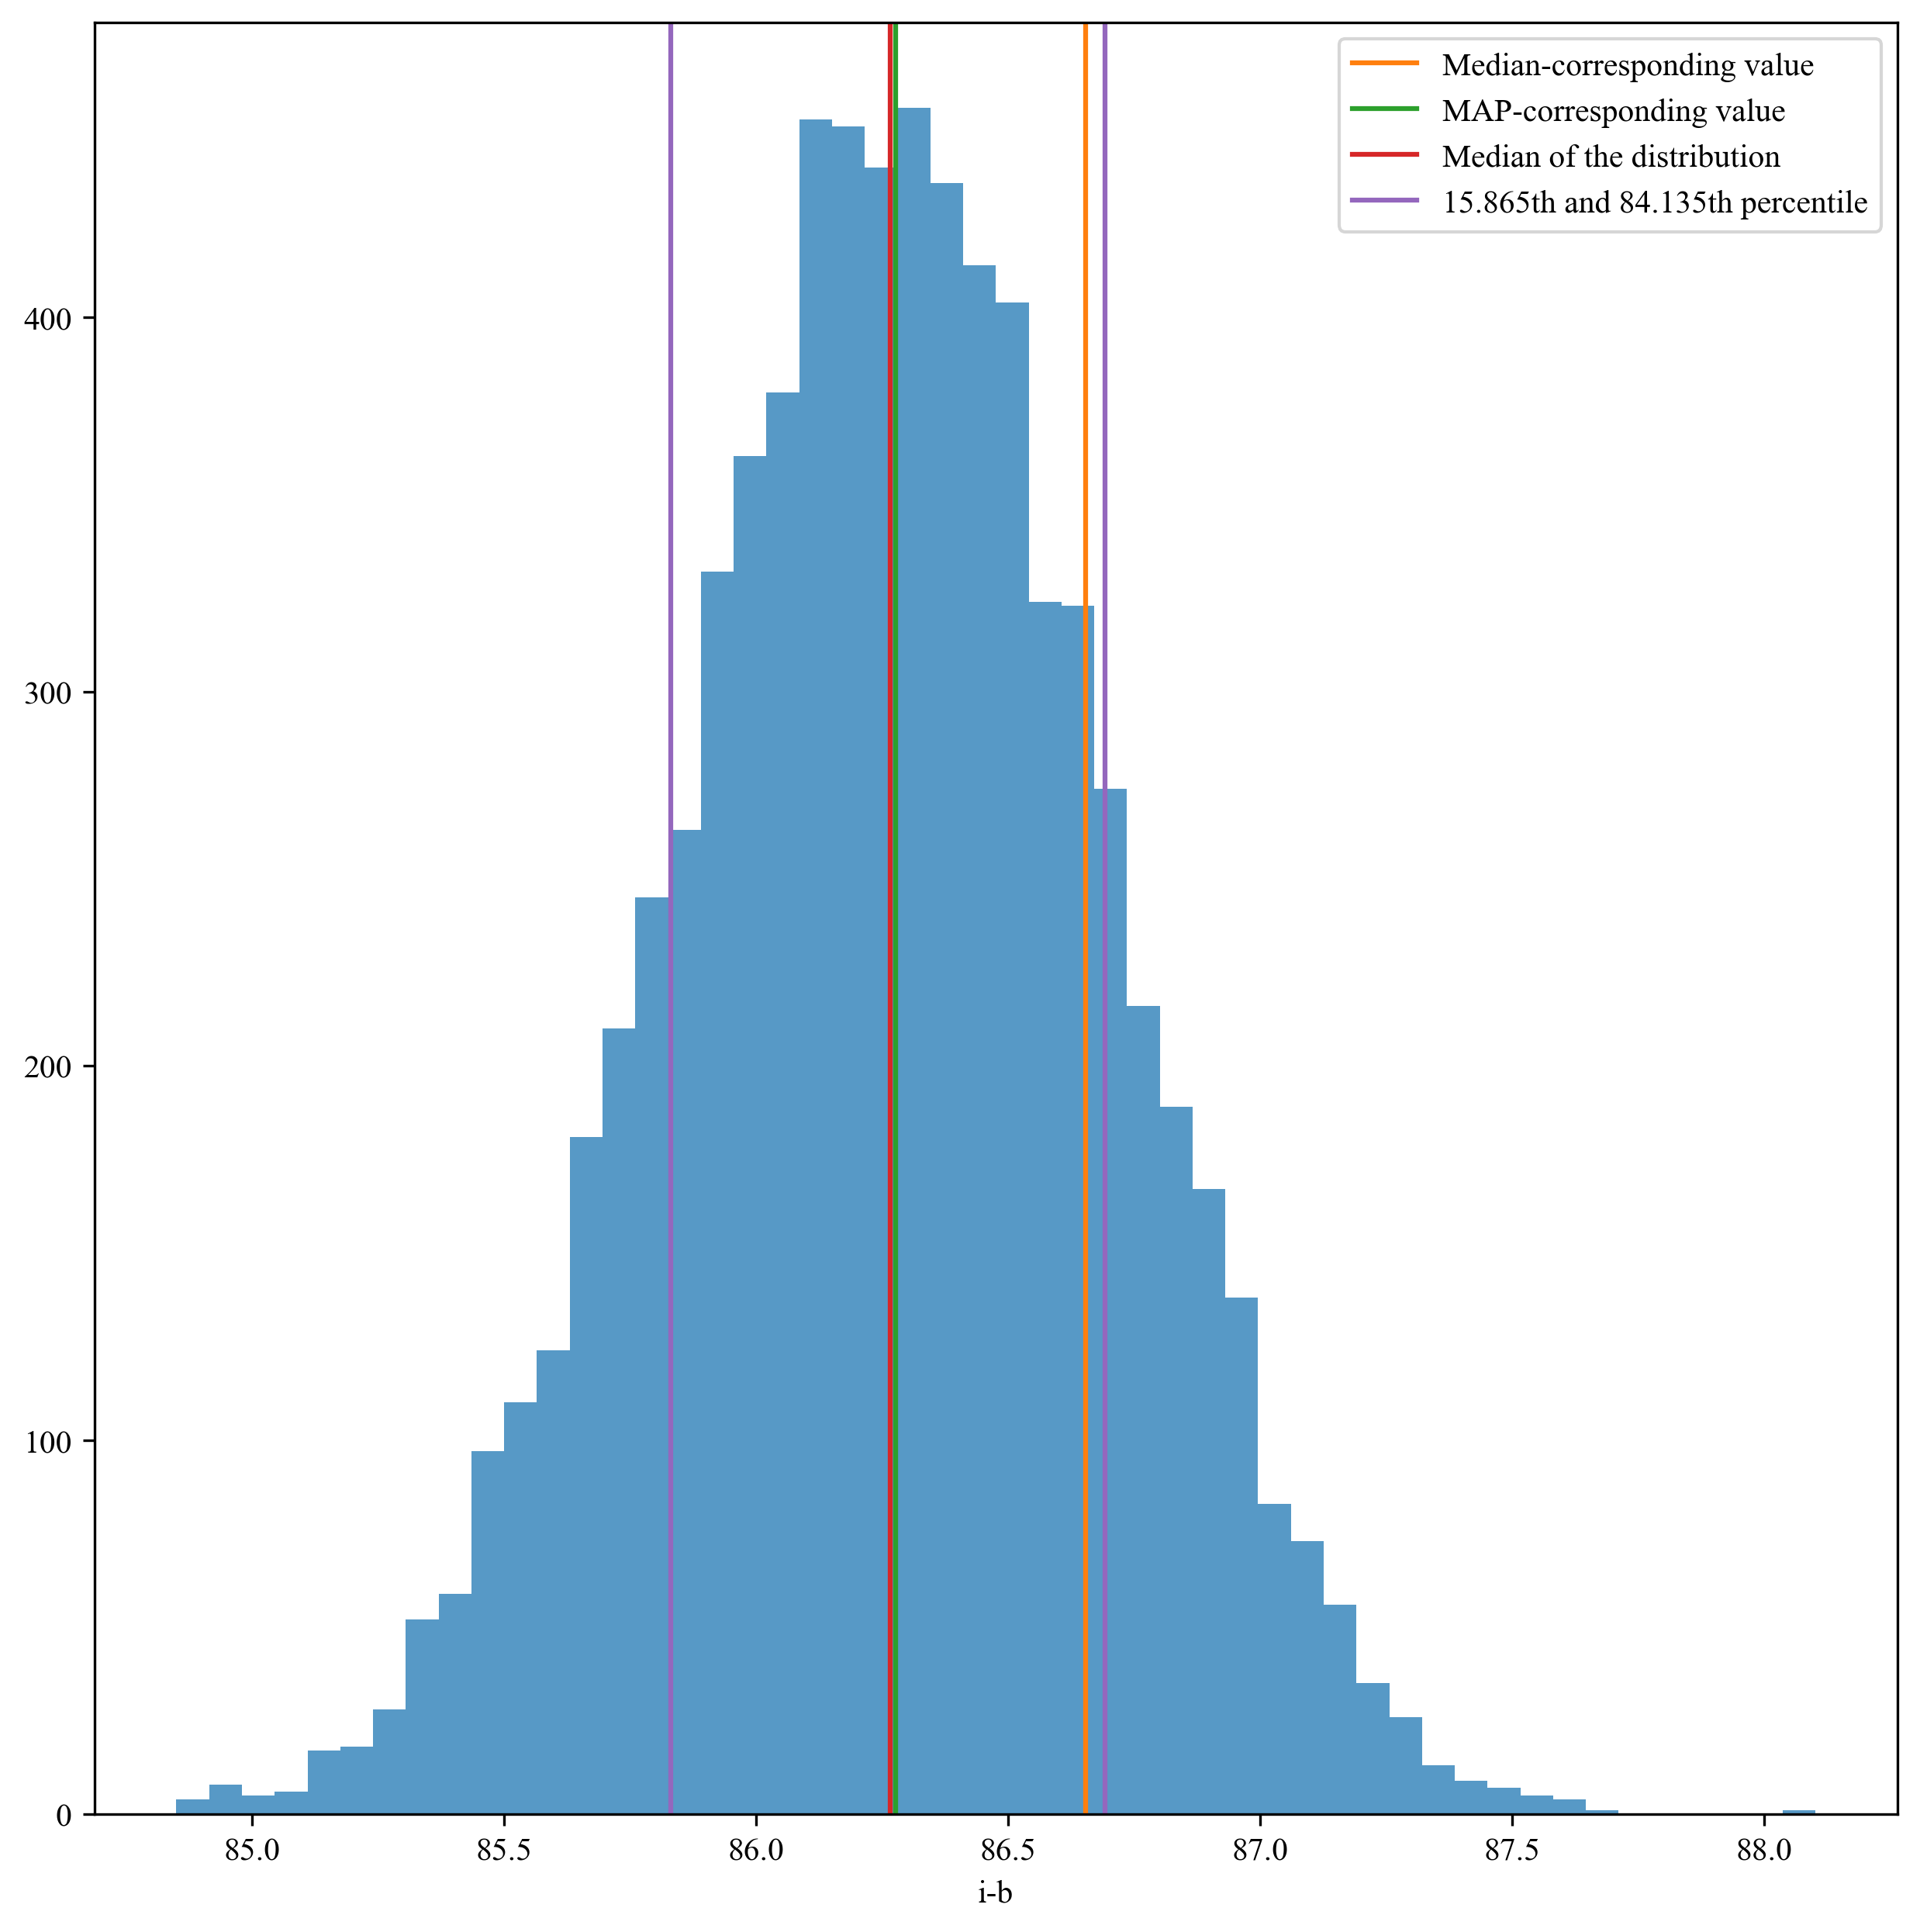 Median-corresponding value
MAP-corresponding value
Median of the distribution
15.865th and 84.135th percentile
400
300
200
100
0
85.0 85.5 86.0 86.5 87.0 87.5 88.0
i-b